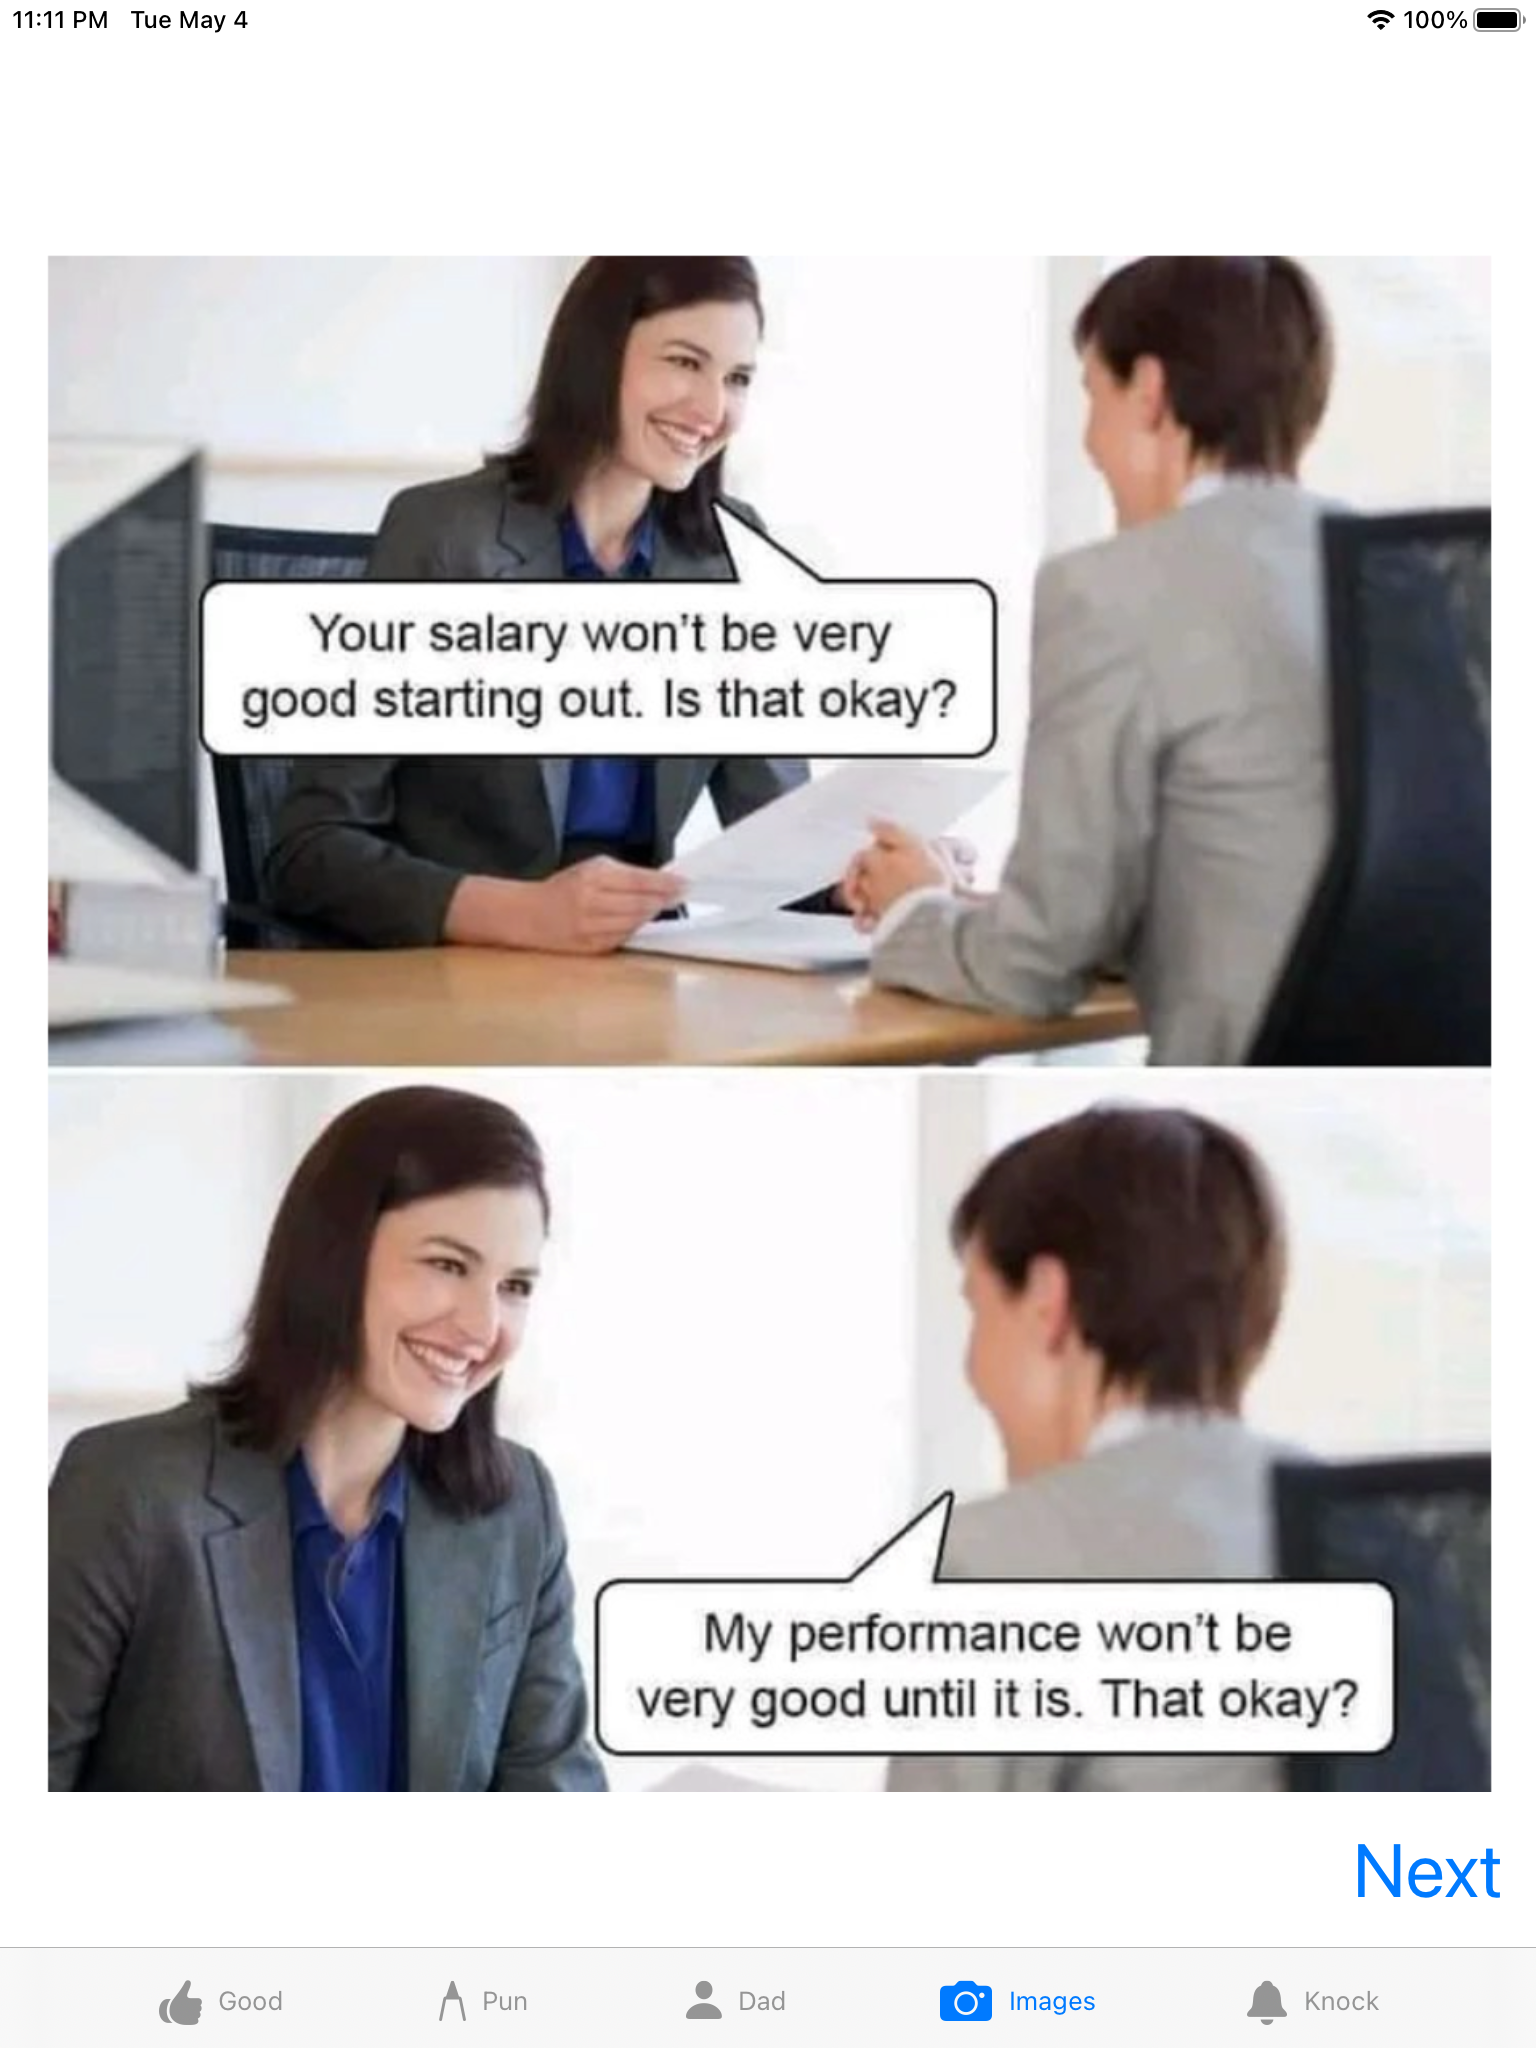 11:11 PM Tue May 4
100%
Your salary won't be very
good starting out. Is that okay?
My performance won't be
very good until it is. That okay?
Next
Good Pun Dad Images Knock